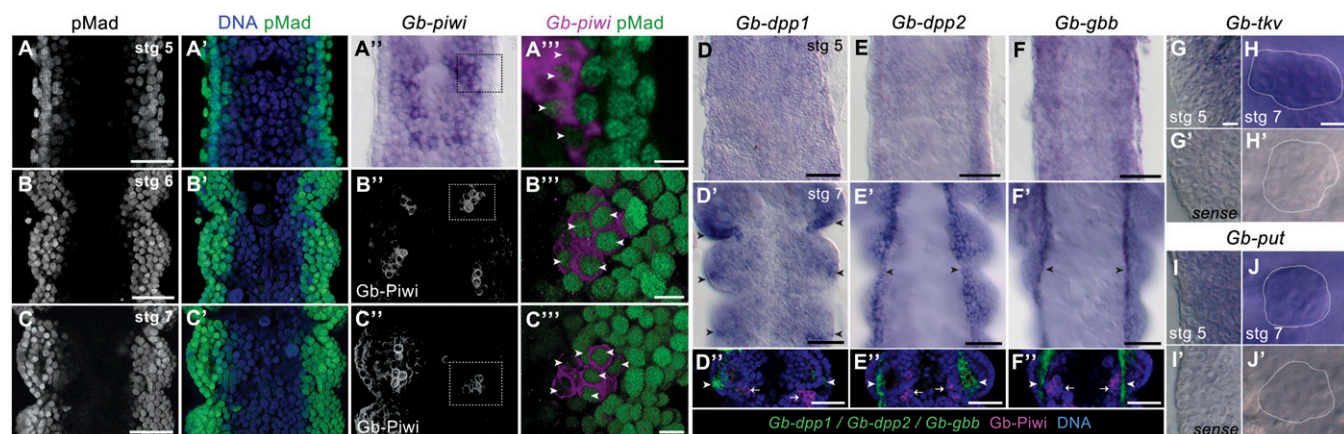 pMad
DNA pMad
Gb-piwi
Gb-piwi pMad
Gb-dpp1
Gb-dpp2
Gb-gbb
Gb-tkv
A
stg 5
A'
A''
A'''
D
stg 5
E
F
G
stg 5
H
stg 7
G'
sense
H'
B
stg 6
B'
B''
Gb-Piwi
B'''
D'
stg 7
E'
F'
Gb-put
I
stg 5
J
stg 7
C
stg 7
C'
C''
Gb-Piwi
C'''
D''
E''
F''
I'
sense
J'
Gb-dpp1 / Gb-dpp2 / Gb-gbb Gb-Piwi DNA